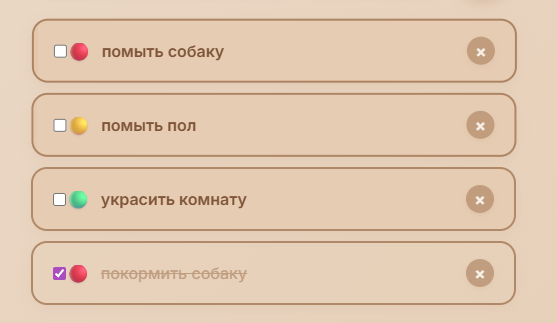 помыть собаку
помыть пол
украсить комнату
покормить собаку